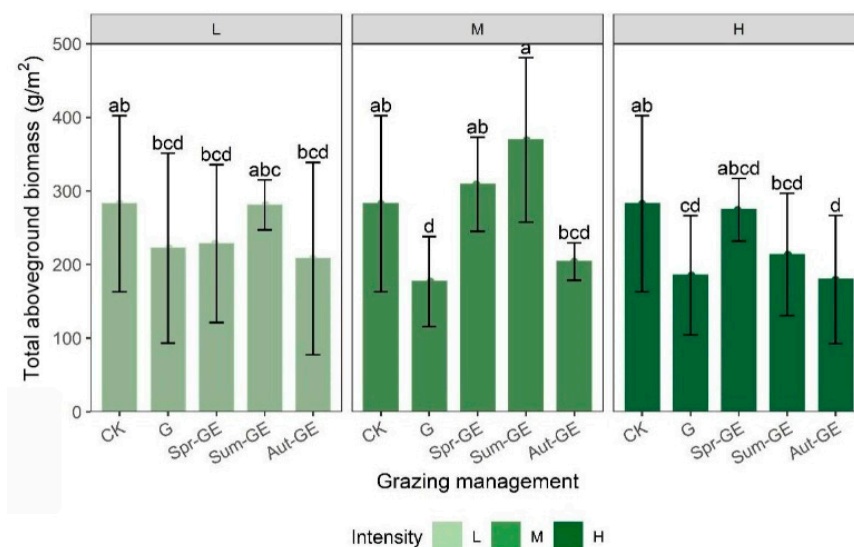 L M H
Total aboveground biomass (g/m²)
500
400
300
200
100
0
ab bcd bcd abc bcd
ab d ab a bcd
ab cd abcd bcd d
CK G Spr-GE Sum-GE Aut-GE
CK G Spr-GE Sum-GE Aut-GE
CK G Spr-GE Sum-GE Aut-GE
Grazing management
Intensity L M H